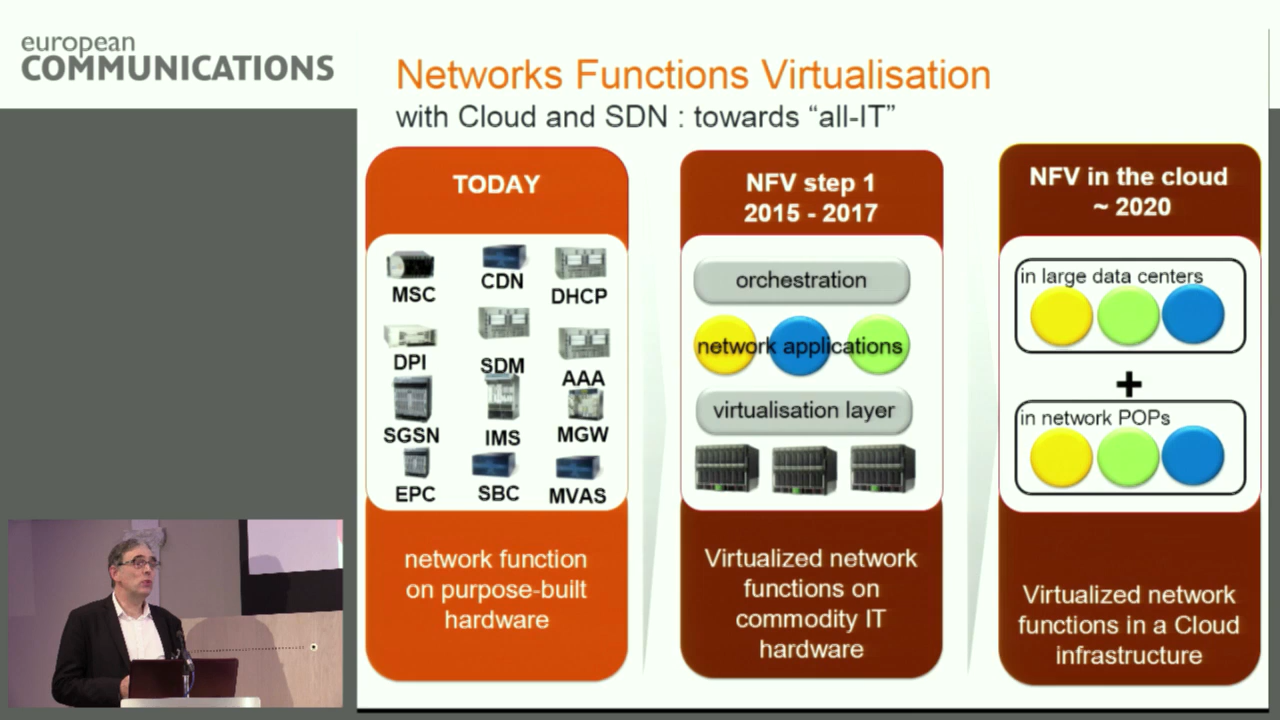 european
COMMUNICATIONS
Networks Functions Virtualisation
with Cloud and SDN : towards “all-IT”
TODAY
MSC
CDN
DHCP
DPI
SDM
AAA
SGSN
IMS
MGW
EPC
SBC
MVAS
network function
on purpose-built
hardware
NFV step 1
2015 - 2017
orchestration
network applications
virtualisation layer
Virtualized network
functions on
commodity IT
hardware
NFV in the cloud
~ 2020
in large data centers
+
in network POPs
Virtualized network
functions in a Cloud
infrastructure